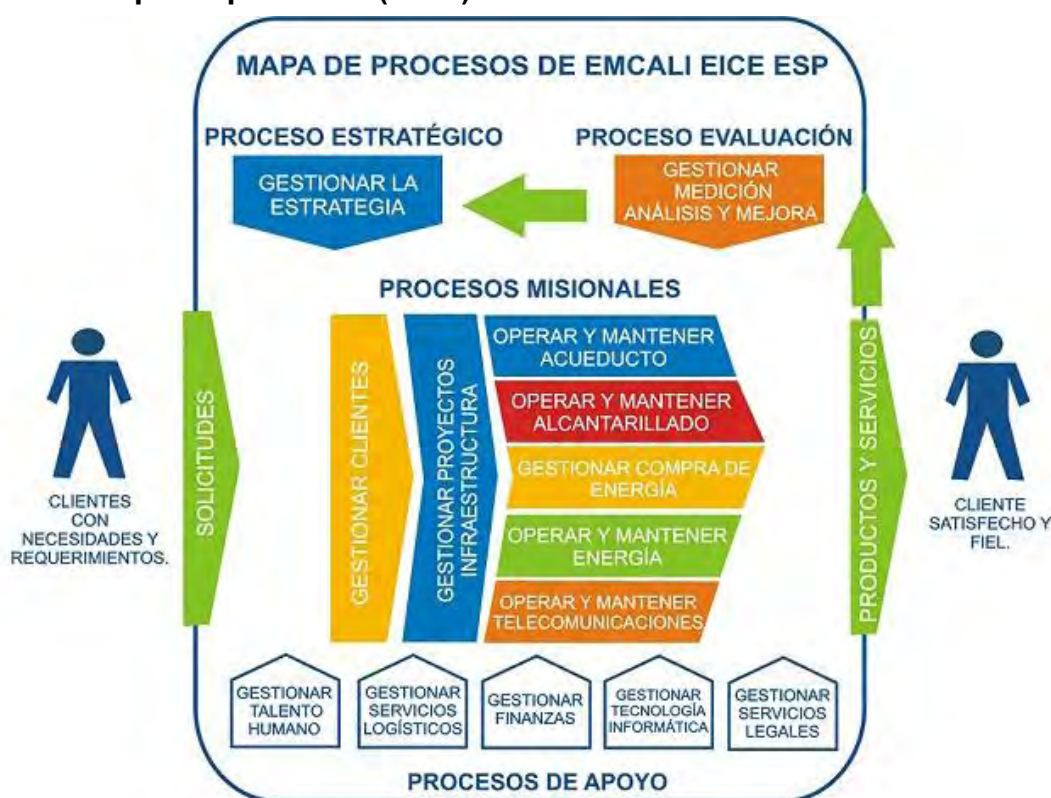 MAPA DE PROCESOS DE EMCALI EICE ESP
PROCESO ESTRATÉGICO
GESTIONAR LA
ESTRATEGIA
PROCESO EVALUACIÓN
GESTIONAR
MEDICIÓN
ANÁLISIS Y MEJORA
PROCESOS MISIONALES
CLIENTES
CON
NECESIDADES Y
REQUERIMIENTOS.
SOLICITUDES
GESTIONAR CLIENTES
GESTIONAR PROYECTOS
INFRAESTRUCTURA
OPERAR Y MANTENER
ACUEDUCTO
OPERAR Y MANTENER
ALCANTARILLADO
GESTIONAR COMPRA DE
ENERGÍA
OPERAR Y MANTENER
ENERGÍA
OPERAR Y MANTENER
TELECOMUNICACIONES
PRODUCTOS Y SERVICIOS
CLIENTE
SATISFECHO Y
FIEL.
GESTIONAR
TALENTO
HUMANO
GESTIONAR
SERVICIOS
LOGÍSTICOS
GESTIONAR
FINANZAS
GESTIONAR
TECNOLOGÍA
INFORMÁTICA
GESTIONAR
SERVICIOS
LEGALES
PROCESOS DE APOYO